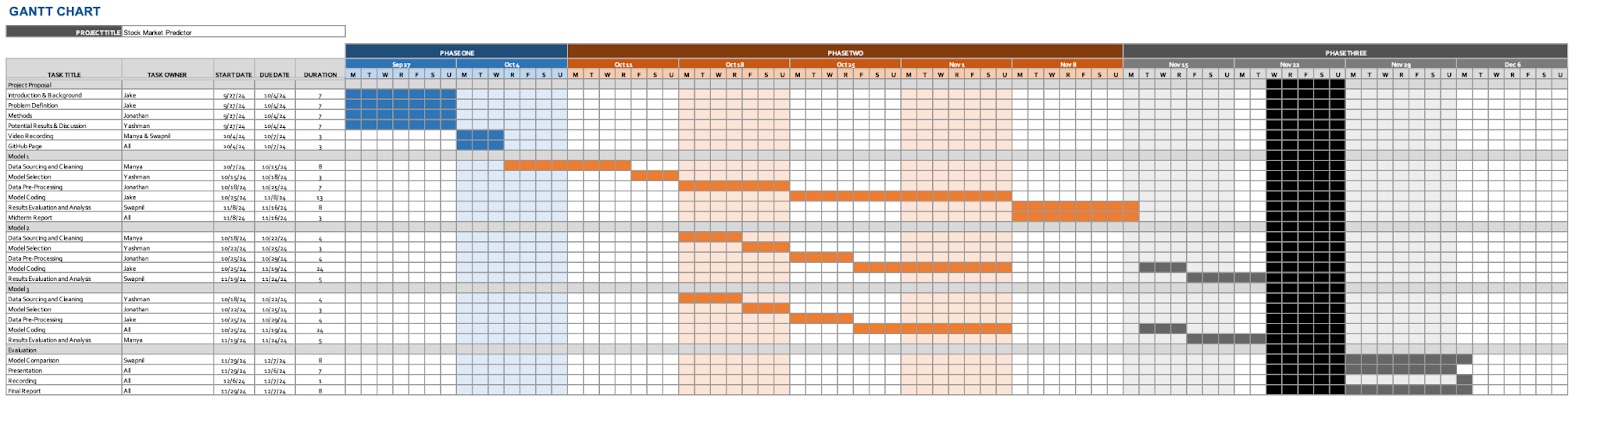 GANTT CHART
PROJECT TITLE Stock Market Predictor
PHASE ONE PHASE TWO PHASE THREE
Sep 27 Oct 4 Oct 11 Oct 18 Oct 25 Nov 1 Nov 8 Nov 15 Nov 22 Nov 29 Dec 6
TASK TITLE TASK OWNER START DATE DUE DATE DURATION M T W R F S U M T W R F S U M T W R F S U M T W R F S U M T W R F S U M T W R F S U M T W R F S U M T W R F S U M T W R F S U M T W R F S U M T W R F S U
Project Proposal
Introduction & Background Jake 9/27/24 10/4/24 7
Problem Definition Jake 9/27/24 10/4/24 7
Methods Jonathan 9/27/24 10/4/24 7
Potential Results & Discussion Yashman 9/27/24 10/4/24 7
Video Recording Manya & Swapnil 10/4/24 10/7/24 3
GitHub Page All 10/4/24 10/7/24 3
Model 1
Data Sourcing and Cleaning Manya 10/7/24 10/15/24 8
Model Selection Yashman 10/15/24 10/18/24 3
Data Pre-Processing Jonathan 10/18/24 10/25/24 7
Model Coding Jake 10/25/24 11/8/24 13
Results Evaluation and Analysis Swapnil 11/8/24 11/16/24 8
Midterm Report All 11/8/24 11/16/24 3
Model 2
Data Sourcing and Cleaning Manya 10/18/24 10/22/24 4
Model Selection Yashman 10/22/24 10/25/24 3
Data Pre-Processing Jonathan 10/25/24 10/29/24 4
Model Coding Jake 10/25/24 11/19/24 24
Results Evaluation and Analysis Swapnil 11/19/24 11/24/24 5
Model 3
Data Sourcing and Cleaning Yashman 10/18/24 10/22/24 4
Model Selection Jonathan 10/22/24 10/25/24 3
Data Pre-Processing Jake 10/25/24 10/29/24 4
Model Coding All 10/25/24 11/19/24 24
Results Evaluation and Analysis Manya 11/19/24 11/24/24 5
Evaluation
Model Comparison Swapnil 11/29/24 12/7/24 8
Presentation All 11/29/24 12/6/24 7
Recording All 12/6/24 12/7/24 1
Final Report All 11/29/24 12/7/24 8